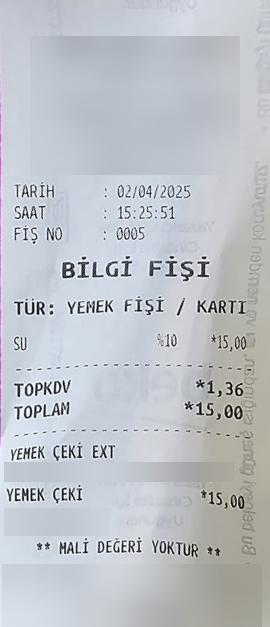 TARİH : 02/04/2025
SAAT : 15:25:51
FİŞ NO : 0005
BİLGİ FİŞİ
TÜR: YEMEK FİŞİ / KARTI
SU %10 *15,00
TOPKDV *1,36
TOPLAM *15,00
YEMEK ÇEKİ EXT
YEMEK ÇEKİ *15,00
** MALİ DEĞERİ YOKTUR **